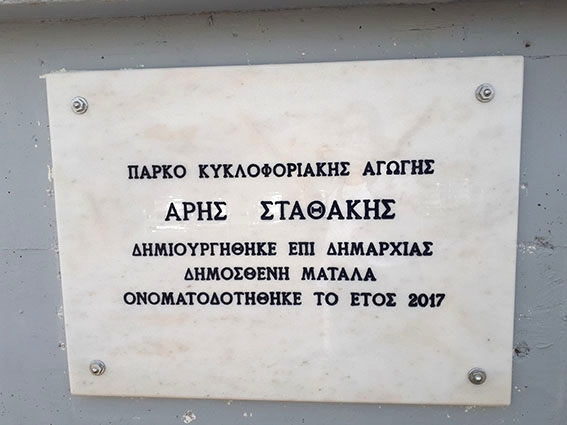 ΠΑΡΚΟ ΚΥΚΛΟΦΟΡΙΑΚΗΣ ΑΓΩΓΗΣ
ΑΡΗΣ ΣΤΑΘΑΚΗΣ
ΔΗΜΙΟΥΡΓΗΘΗΚΕ ΕΠΙ ΔΗΜΑΡΧΙΑΣ
ΔΗΜΟΣΘΕΝΗ ΜΑΤΑΛΑ
ΟΝΟΜΑΤΟΔΟΤΗΘΗΚΕ ΤΟ ΕΤΟΣ 2017